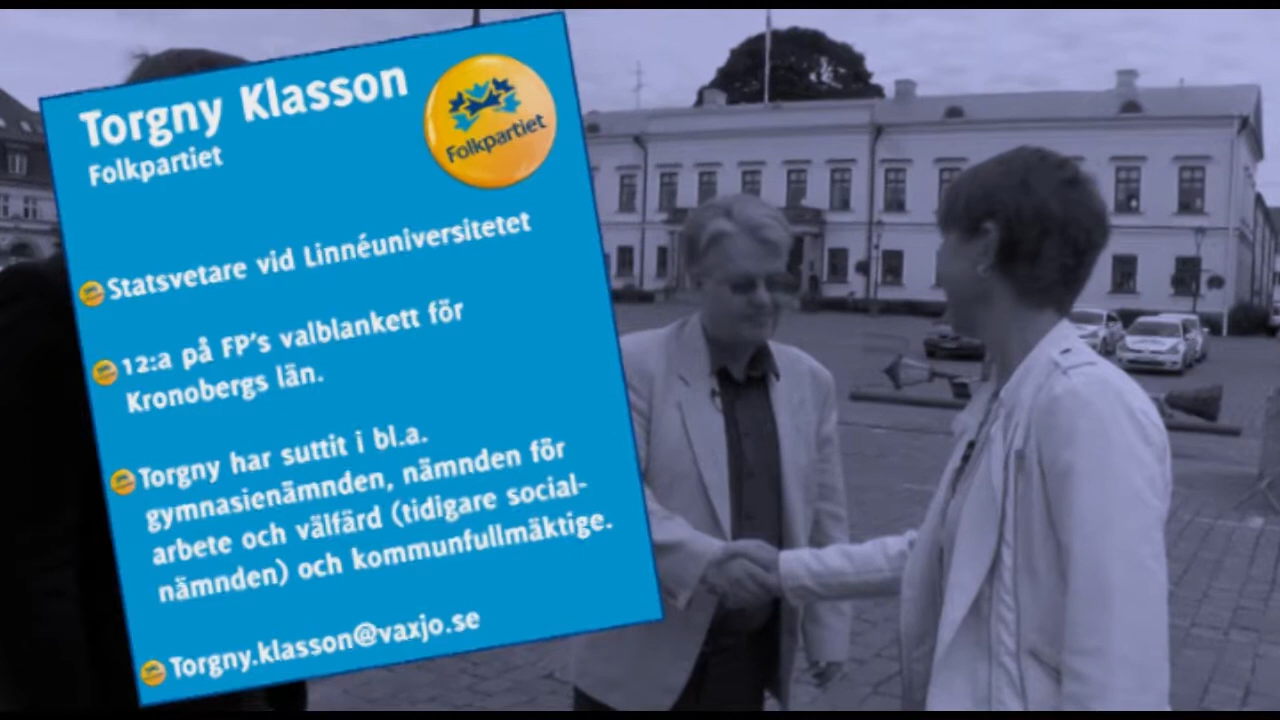 Torgny Klasson
Folkpartiet
Folkpartiet
Statsvetare vid Linnéuniversitetet
12:a på FP's valblankett för
Kronobergs län.
Torgny har suttit i bl.a.
gymnasienämnden, nämnden för
arbete och välfärd (tidigare social-
nämnden) och kommunfullmäktige.
Torgny.klasson@vaxjo.se